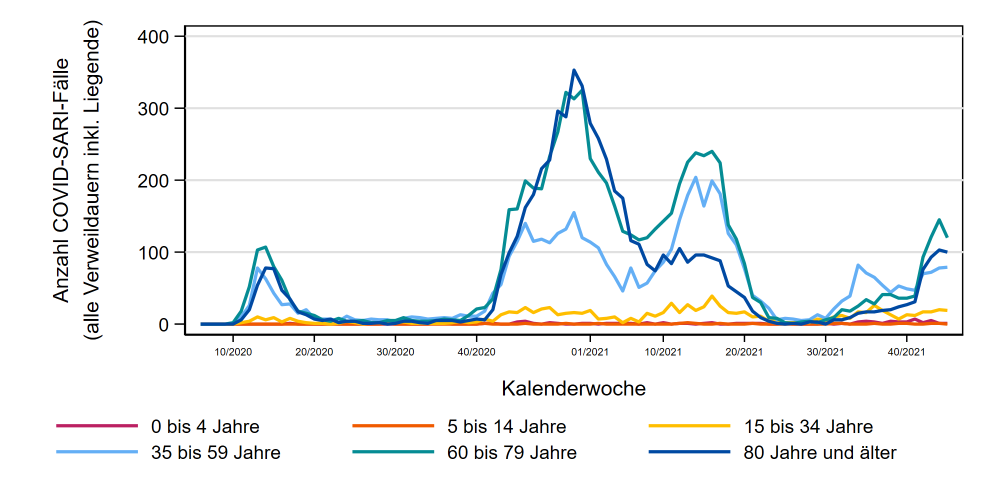 Anzahl COVID-SARI-Fälle
(alle Verweildauern inkl. Liegende)
400
300
200
100
0
10/2020 20/2020 30/2020 40/2020 01/2021 10/2021 20/2021 30/2021 40/2021
Kalenderwoche
0 bis 4 Jahre 5 bis 14 Jahre 15 bis 34 Jahre
35 bis 59 Jahre 60 bis 79 Jahre 80 Jahre und älter